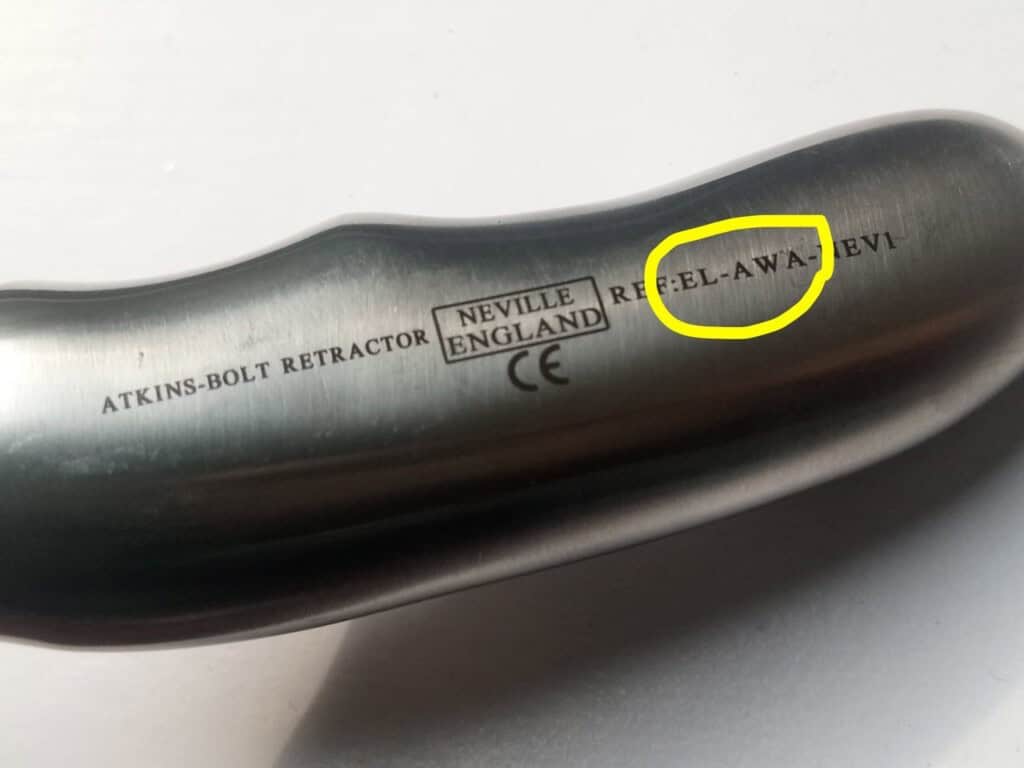 ATKINS-BOLT RETRACTOR
NEVILLE
ENGLAND
CE
REF:EL-AWA-NEV1